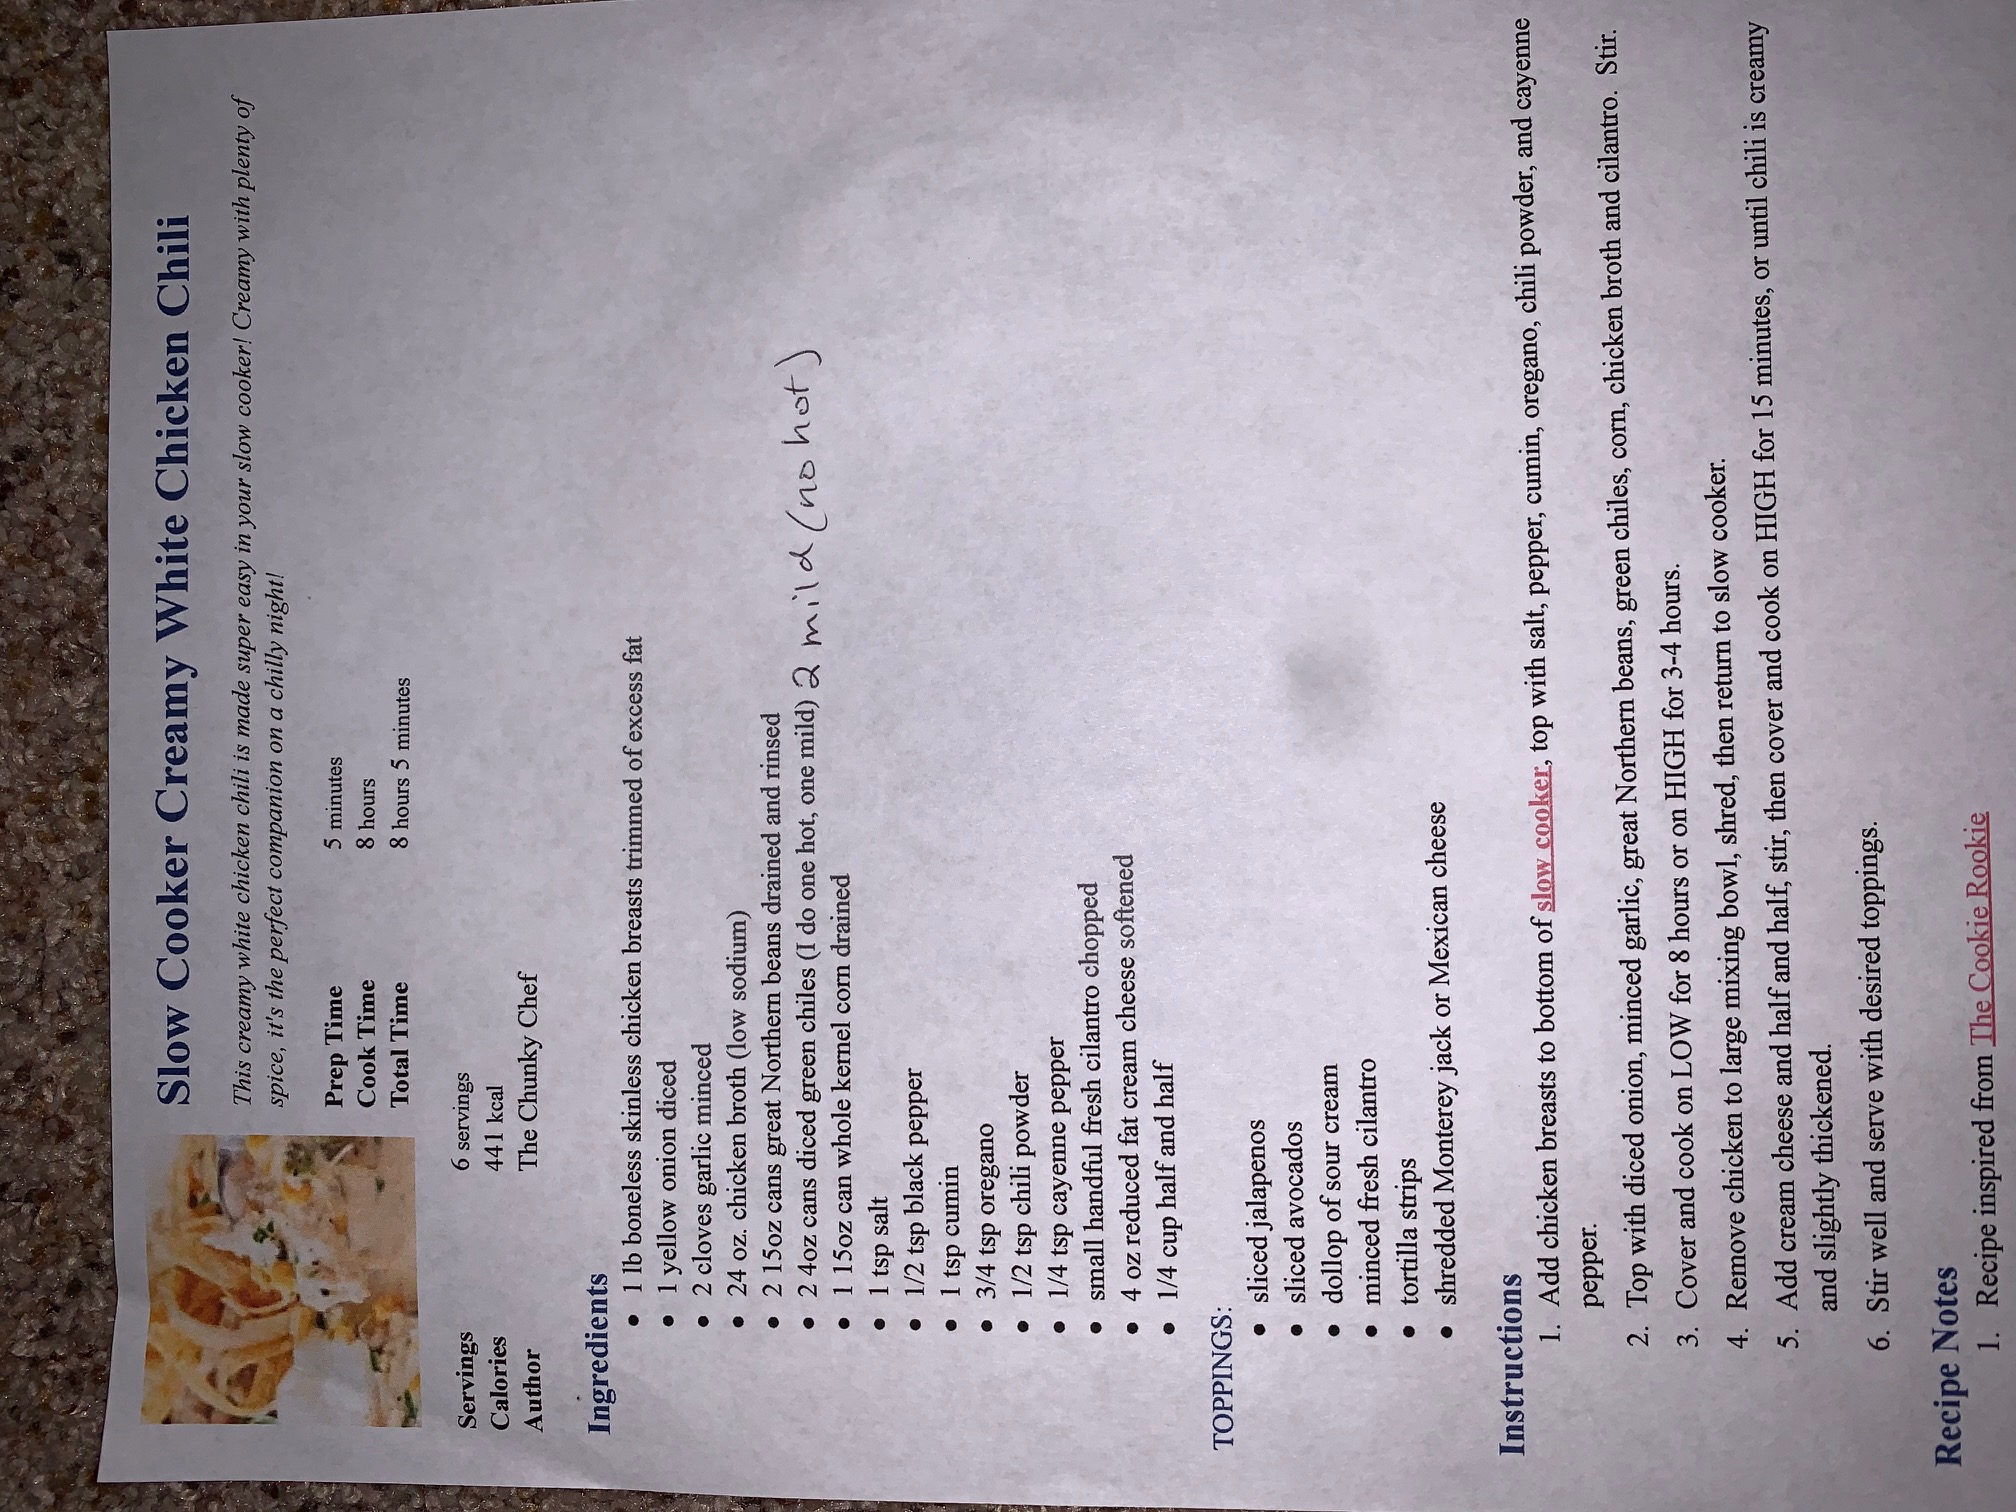 Slow Cooker Creamy White Chicken Chili
This creamy white chicken chili is made super easy in your slow cooker! Creamy with plenty of
spice, it's the perfect companion on a chilly night!
Prep Time 5 minutes
Cook Time 8 hours
Total Time 8 hours 5 minutes
Servings 6 servings
Calories 441 kcal
Author The Chunky Chef
Ingredients
• 1 lb boneless skinless chicken breasts trimmed of excess fat
• 1 yellow onion diced
• 2 cloves garlic minced
• 24 oz. chicken broth (low sodium)
• 2 15oz cans great Northern beans drained and rinsed
• 2 4oz cans diced green chiles (I do one hot, one mild) 2 mild (no hot)
• 1 15oz can whole kernel corn drained
• 1 tsp salt
• 1/2 tsp black pepper
• 1 tsp cumin
• 3/4 tsp oregano
• 1/2 tsp chili powder
• 1/4 tsp cayenne pepper
• small handful fresh cilantro chopped
• 4 oz reduced fat cream cheese softened
• 1/4 cup half and half
TOPPINGS:
• sliced jalapenos
• sliced avocados
• dollop of sour cream
• minced fresh cilantro
• tortilla strips
• shredded Monterey jack or Mexican cheese
Instructions
1. Add chicken breasts to bottom of slow cooker, top with salt, pepper, cumin, oregano, chili powder, and cayenne
pepper.
2. Top with diced onion, minced garlic, great Northern beans, green chiles, corn, chicken broth and cilantro. Stir.
3. Cover and cook on LOW for 8 hours or on HIGH for 3-4 hours.
4. Remove chicken to large mixing bowl, shred, then return to slow cooker.
5. Add cream cheese and half and half, stir, then cover and cook on HIGH for 15 minutes, or until chili is creamy
and slightly thickened.
6. Stir well and serve with desired toppings.
Recipe Notes
1. Recipe inspired from The Cookie Rookie